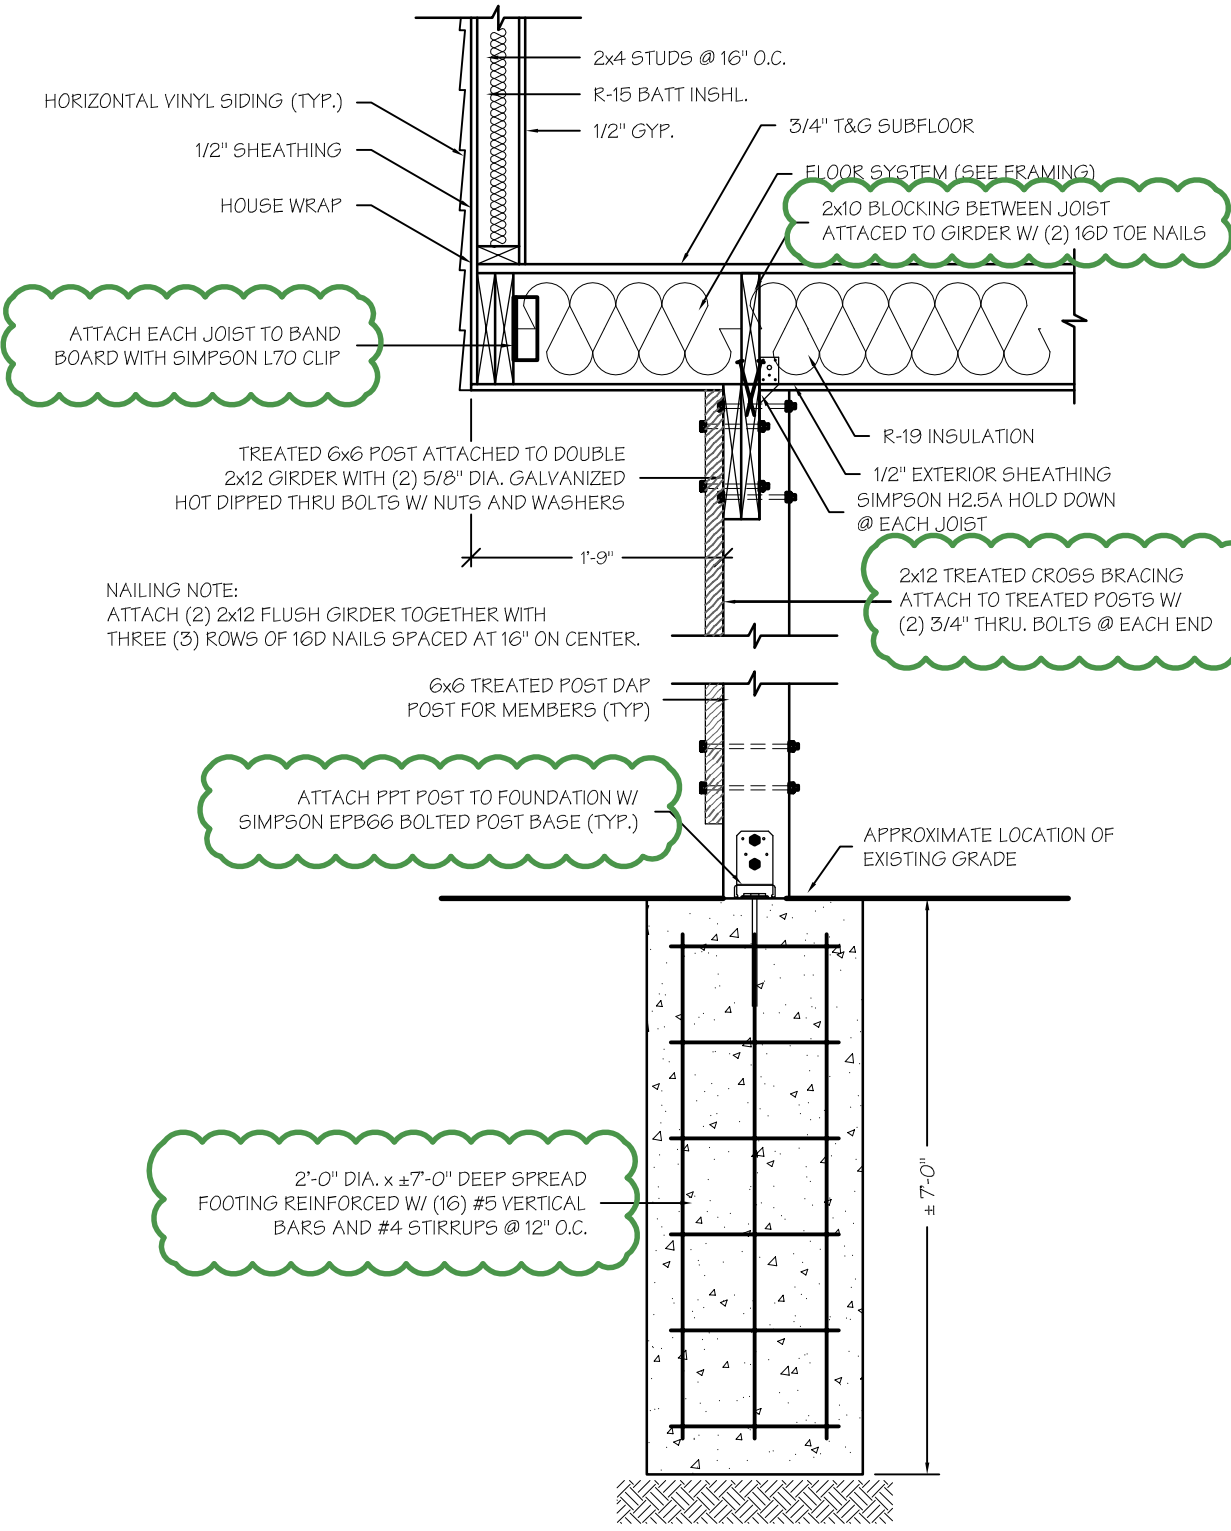 2x4 STUDS @ 16" O.C.
R-15 BATT INSHL.
1/2" GYP.
HORIZONTAL VINYL SIDING (TYP.)
1/2" SHEATHING
HOUSE WRAP
3/4" T&G SUBFLOOR
FLOOR SYSTEM (SEE FRAMING)
2x10 BLOCKING BETWEEN JOIST
ATTACED TO GIRDER W/ (2) 16D TOE NAILS
ATTACH EACH JOIST TO BAND
BOARD WITH SIMPSON L70 CLIP
TREATED 6x6 POST ATTACHED TO DOUBLE
2x12 GIRDER WITH (2) 5/8" DIA. GALVANIZED
HOT DIPPED THRU BOLTS W/ NUTS AND WASHERS
R-19 INSULATION
1/2" EXTERIOR SHEATHING
SIMPSON H2.5A HOLD DOWN
@ EACH JOIST
1'-9"
NAILING NOTE:
ATTACH (2) 2x12 FLUSH GIRDER TOGETHER WITH
THREE (3) ROWS OF 16D NAILS SPACED AT 16" ON CENTER.
2x12 TREATED CROSS BRACING
ATTACH TO TREATED POSTS W/
(2) 3/4" THRU. BOLTS @ EACH END
6x6 TREATED POST DAP
POST FOR MEMBERS (TYP)
ATTACH PPT POST TO FOUNDATION W/
SIMPSON EPB66 BOLTED POST BASE (TYP.)
APPROXIMATE LOCATION OF
EXISTING GRADE
2'-0" DIA. x ±7'-0" DEEP SPREAD
FOOTING REINFORCED W/ (16) #5 VERTICAL
BARS AND #4 STIRRUPS @ 12" O.C.
± 7'-0"